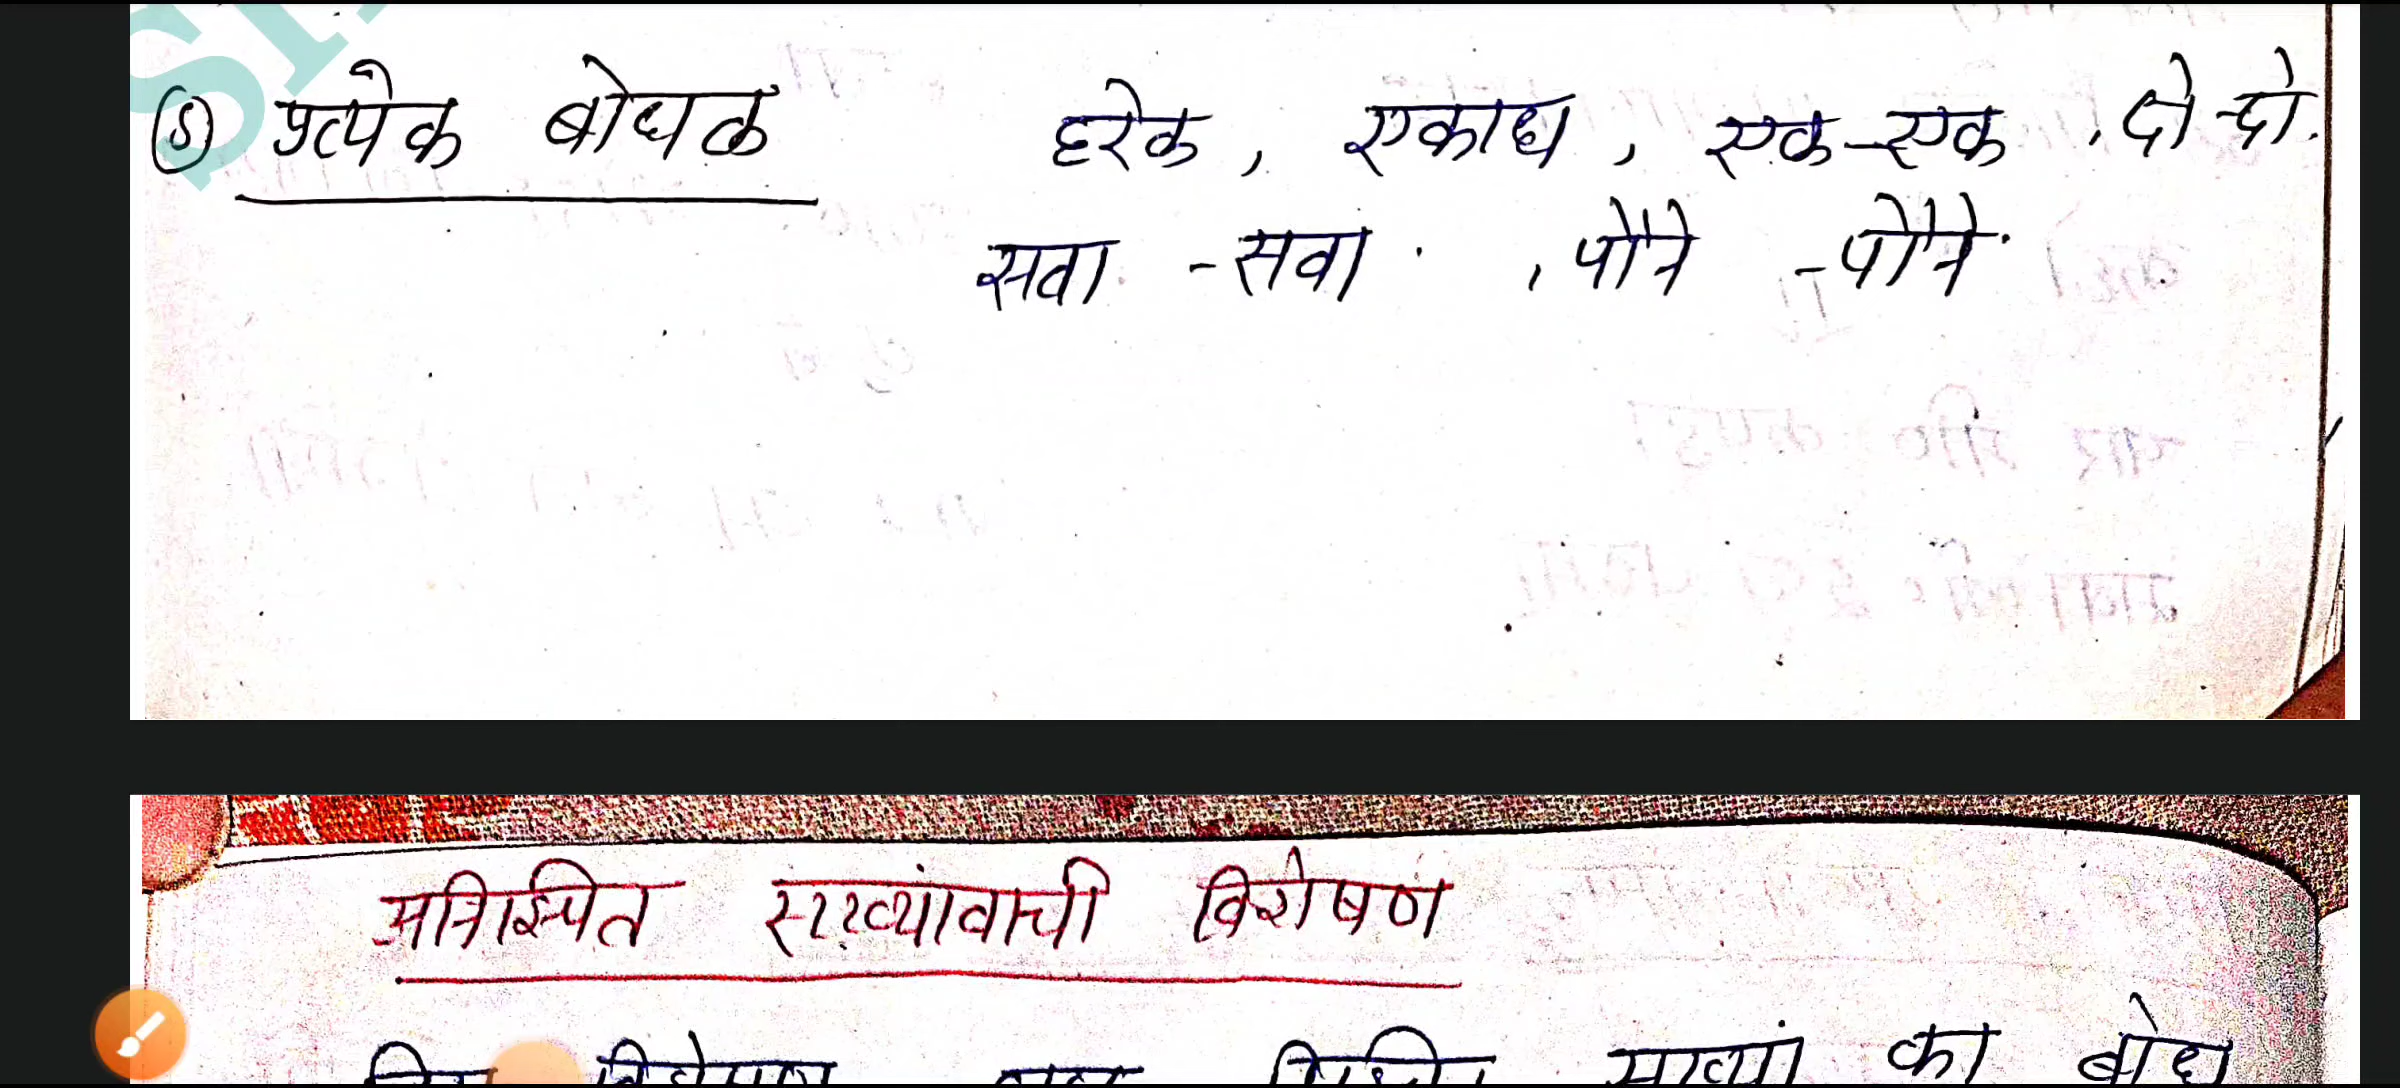 ⑤ प्रत्येक बोधक हरेक, एकाध, एक-एक, दो-दो.
सवा - सवा, पौने - पौने
अनिश्चित संख्यांवाची विशेषण
संख्यां का बोध